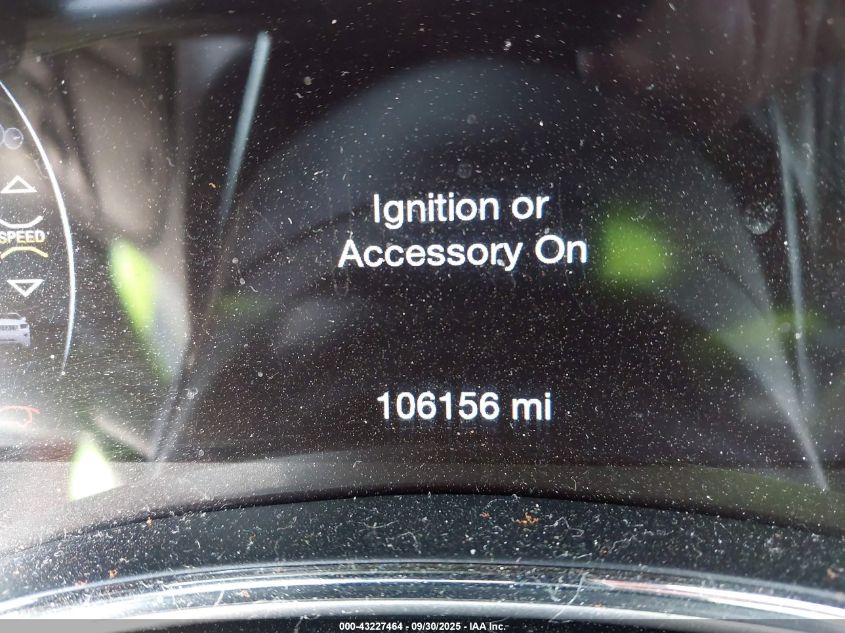 SPEED
Ignition or
Accessory On
106156 mi
000-43227464 - 09/30/2025 - IAA Inc.